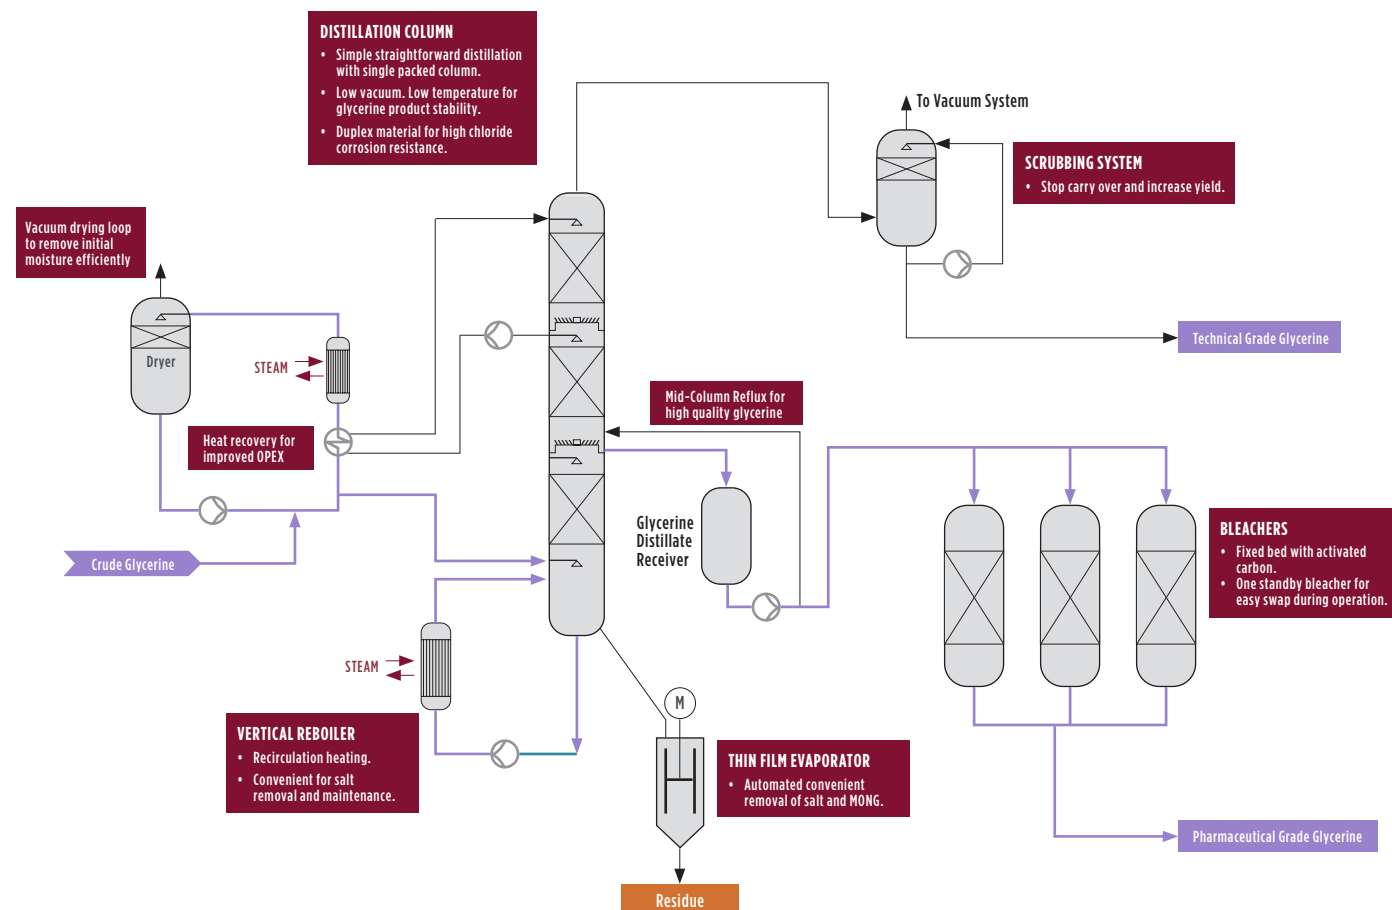 DISTILLATION COLUMN
• Simple straightforward distillation
with single packed column.
• Low vacuum. Low temperature for
glycerine product stability.
• Duplex material for high chloride
corrosion resistance.
To Vacuum System
SCRUBBING SYSTEM
• Stop carry over and increase yield.
Vacuum drying loop
to remove initial
moisture efficiently
Dryer
STEAM
Technical Grade Glycerine
Mid-Column Reflux for
high quality glycerine
Heat recovery for
improved OPEX
Glycerine
Distillate
Receiver
BLEACHERS
• Fixed bed with activated
carbon.
• One standby bleacher for
easy swap during operation.
Crude Glycerine
STEAM
M
VERTICAL REBOILER
• Recirculation heating.
• Convenient for salt
removal and maintenance.
THIN FILM EVAPORATOR
• Automated convenient
removal of salt and MONG.
Pharmaceutical Grade Glycerine
Residue